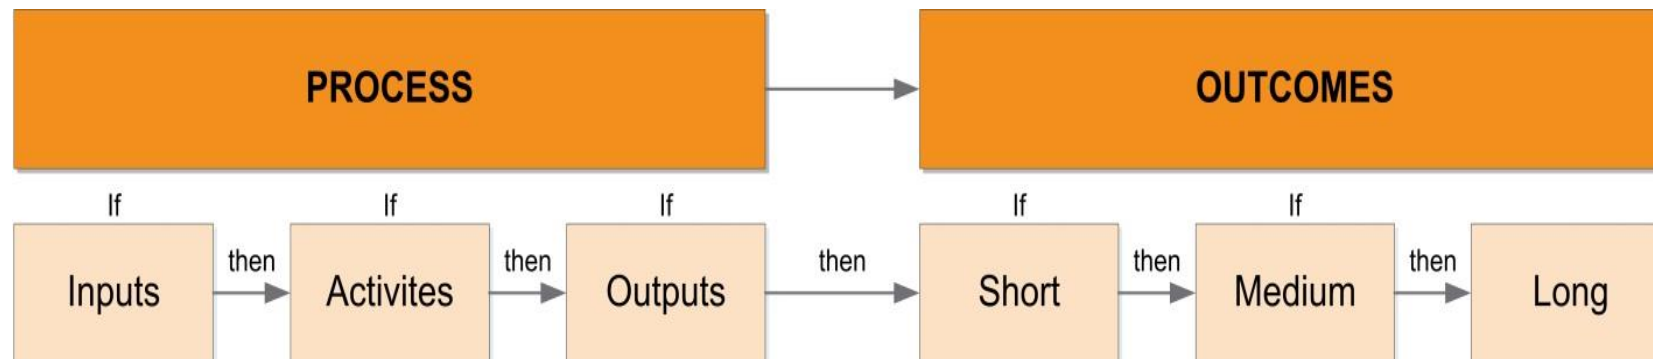 PROCESS
OUTCOMES
If
If
If
If
If
Inputs
then
Activites
then
Outputs
then
Short
then
Medium
then
Long